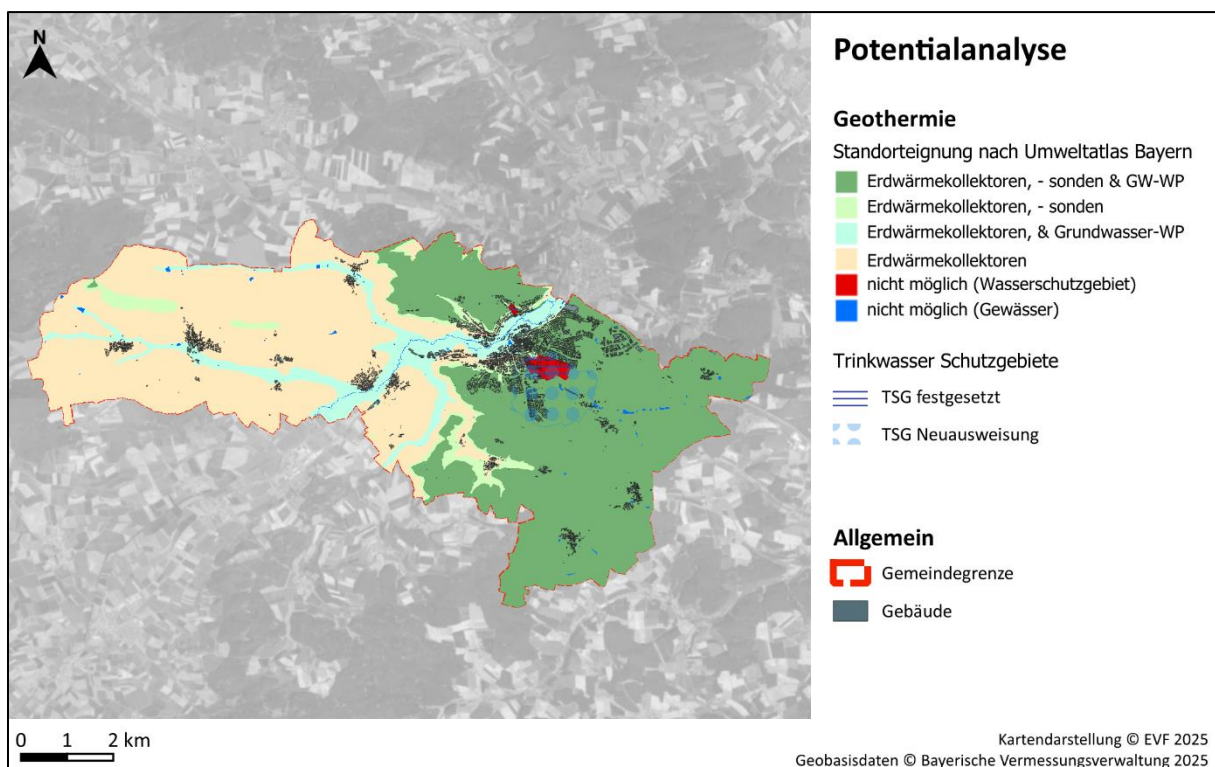 N
Potentialanalyse
Geothermie
Standorteignung nach Umweltatlas Bayern
Erdwärmekollektoren, - sonden & GW-WP
Erdwärmekollektoren, - sonden
Erdwärmekollektoren, & Grundwasser-WP
Erdwärmekollektoren
nicht möglich (Wasserschutzgebiet)
nicht möglich (Gewässer)
Trinkwasser Schutzgebiete
TSG festgesetzt
TSG Neuausweisung
Allgemein
Gemeindegrenze
Gebäude
0 1 2 km
Kartendarstellung © EVF 2025
Geobasisdaten © Bayerische Vermessungsverwaltung 2025